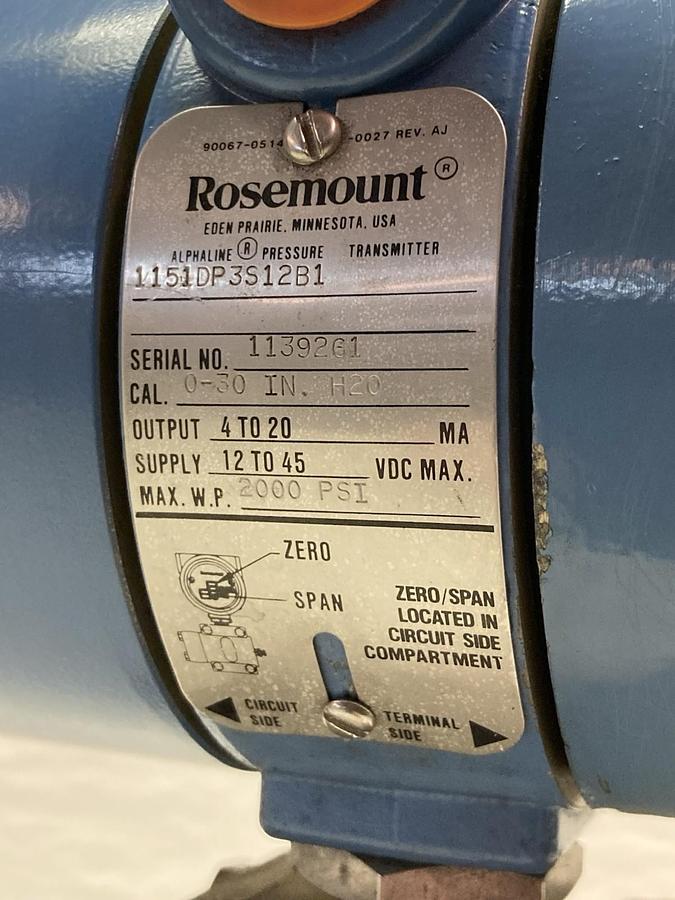 90067-0514 -0027 REV. AJ
Rosemount ®
EDEN PRAIRIE, MINNESOTA, USA
ALPHALINE ® PRESSURE TRANSMITTER
1151DP3S12B1
SERIAL NO. 1139261
CAL. 0-30 IN. H20
OUTPUT 4 TO 20 MA
SUPPLY 12 TO 45 VDC MAX.
MAX. W.P. 2000 PSI
ZERO
SPAN
ZERO/SPAN
LOCATED IN
CIRCUIT SIDE
COMPARTMENT
CIRCUIT SIDE
TERMINAL SIDE